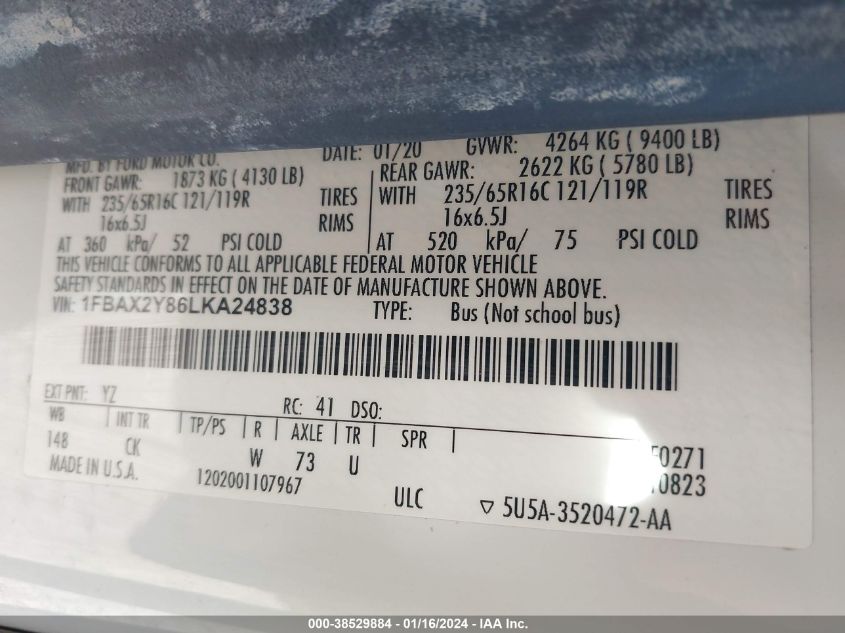 MFD. BY FORD MOTOR CO. DATE: 01/20 GVWR: 4264 KG ( 9400 LB)
FRONT GAWR: 1873 KG ( 4130 LB) REAR GAWR: 2622 KG ( 5780 LB)
WITH 235/65R16C 121/119R TIRES WITH 235/65R16C 121/119R TIRES
16x6.5J RIMS 16x6.5J RIMS
AT 360 kPa/ 52 PSI COLD AT 520 kPa/ 75 PSI COLD
THIS VEHICLE CONFORMS TO ALL APPLICABLE FEDERAL MOTOR VEHICLE
SAFETY STANDARDS IN EFFECT ON THE DATE OF MANUFACTURE SHOWN ABOVE.
VIN: 1FBAX2Y86LKA24838 TYPE: Bus (Not school bus)
EXT PNT: YZ RC: 41 DSO:
WB INT TR TP/PS R AXLE TR SPR
148 CK W 73 U F0271
MADE IN U.S.A. 1202001107967 0823
ULC ▽ 5U5A-3520472-AA
000-38529884 - 01/16/2024 - IAA Inc.